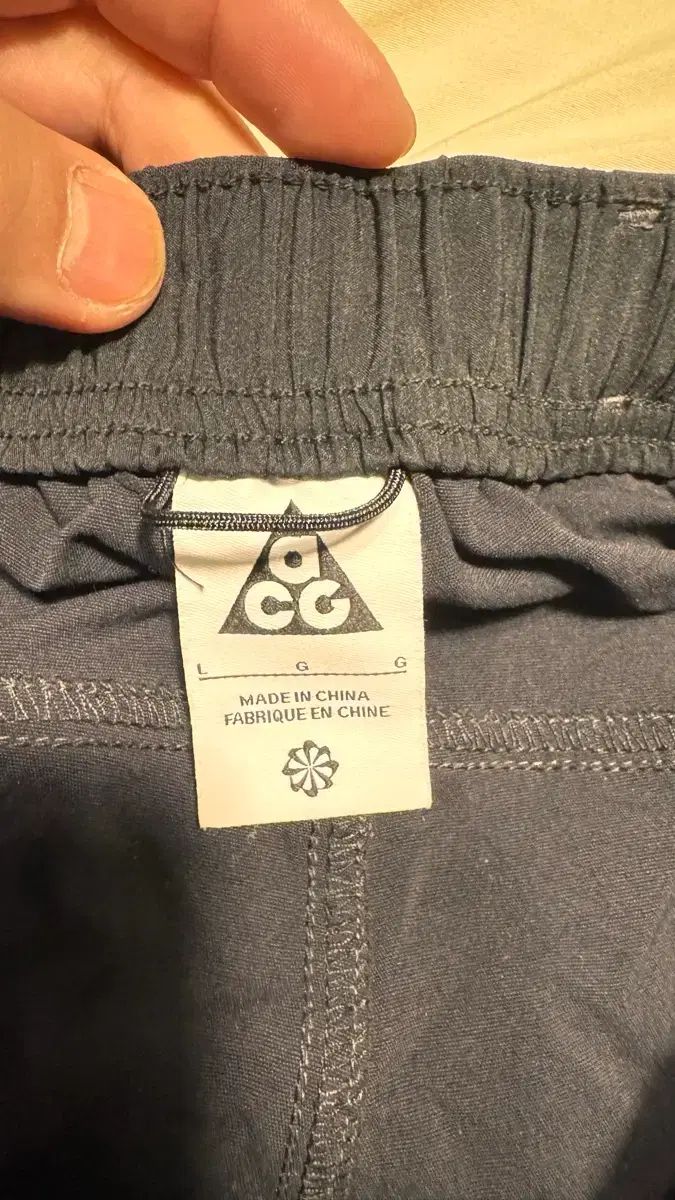 ACG
L G G
MADE IN CHINA
FABRIQUE EN CHINE